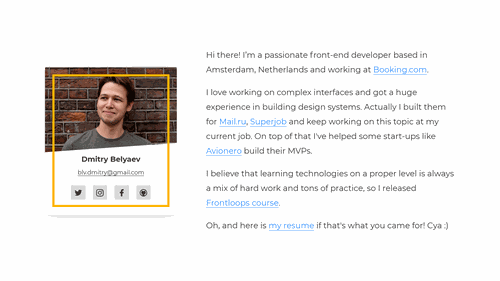 Dmitry Belyaev
blv.dmitry@gmail.com
Hi there! I'm a passionate front-end developer based in
Amsterdam, Netherlands and working at Booking.com.
I love working on complex interfaces and got a huge
experience in building design systems. Actually I built them
for Mail.ru, Superjob and keep working on this topic at my
current job. On top of that I've helped some start-ups like
Avionero build their MVPs.
I believe that learning technologies on a proper level is always
a mix of hard work and tons of practice, so I released
Frontloops course.
Oh, and here is my resume if that's what you came for! Cya :)